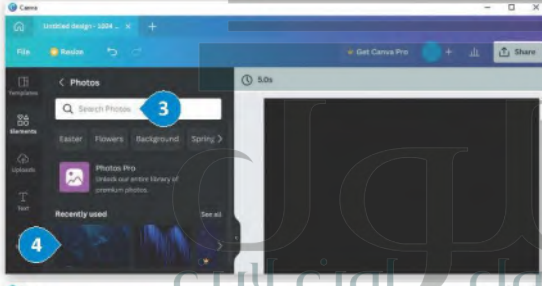 Canva
Untitled design - 1004 ...
File
Resize
Get Canva Pro
Share
Templates
Elements
Uploads
Text
Photos
Search Photos
3
Easter Flowers Background Spring
Photos Pro
Unlock our entire library of
premium photos.
Recently used See all
4
5.0s